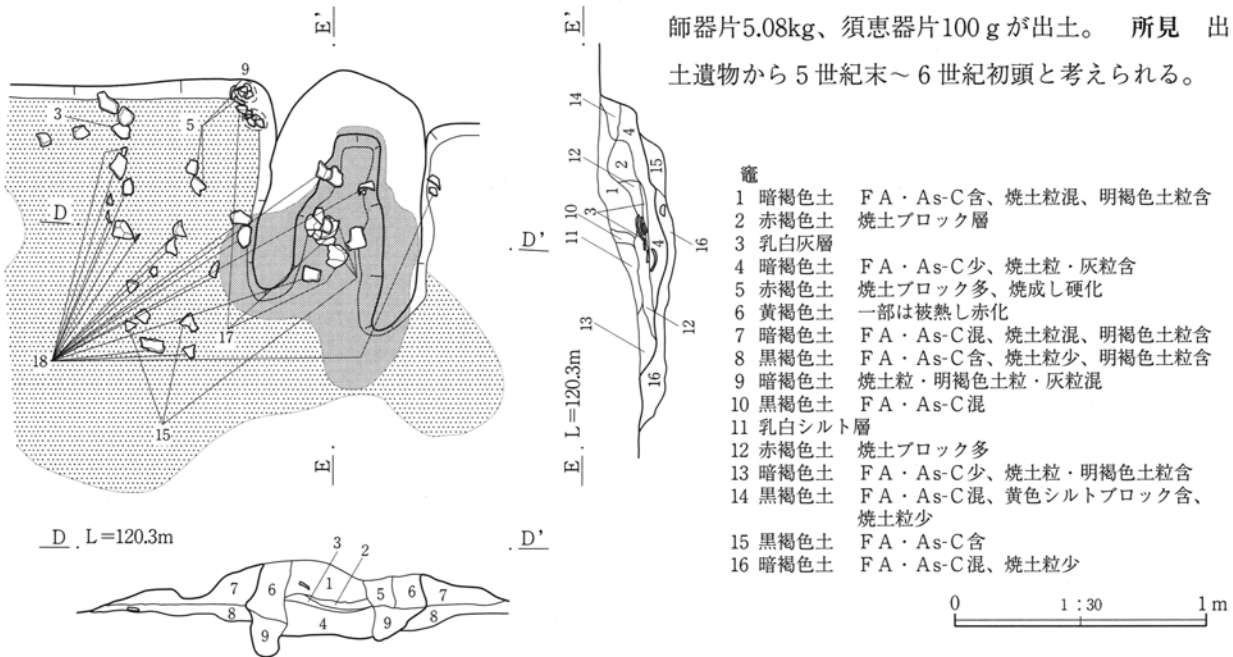 師器片5.08kg、須恵器片100ｇが出土。　所見　出
土遺物から５世紀末～６世紀初頭と考えられる。
E'
E'
9
3
5
D
D'
18
17
15
E
E
L=120.3m
14
4
2
15
12
1
3
10
11
4
16
13
12
16
竈
1 暗褐色土　ＦＡ・As-C含、焼土粒混、明褐色土粒含
2 赤褐色土　焼土ブロック層
3 乳白灰層
4 暗褐色土　ＦＡ・As-C少、焼土粒・灰粒含
5 赤褐色土　焼土ブロック多、焼成し硬化
6 黄褐色土　一部は被熱し赤化
7 暗褐色土　ＦＡ・As-C混、焼土粒混、明褐色土粒含
8 黒褐色土　ＦＡ・As-C含、焼土粒少、明褐色土粒含
9 暗褐色土　焼土粒・明褐色土粒・灰粒混
10 黒褐色土　ＦＡ・As-C混
11 乳白シルト層
12 赤褐色土　焼土ブロック多
13 暗褐色土　ＦＡ・As-C少、焼土粒・明褐色土粒含
14 黒褐色土　ＦＡ・As-C混、黄色シルトブロック含、
焼土粒少
15 黒褐色土　ＦＡ・As-C含
16 暗褐色土　ＦＡ・As-C混、焼土粒少
D L=120.3m
D'
3
2
7
6
1
5
6
7
8
9
4
9
8
0
1：30
1ｍ